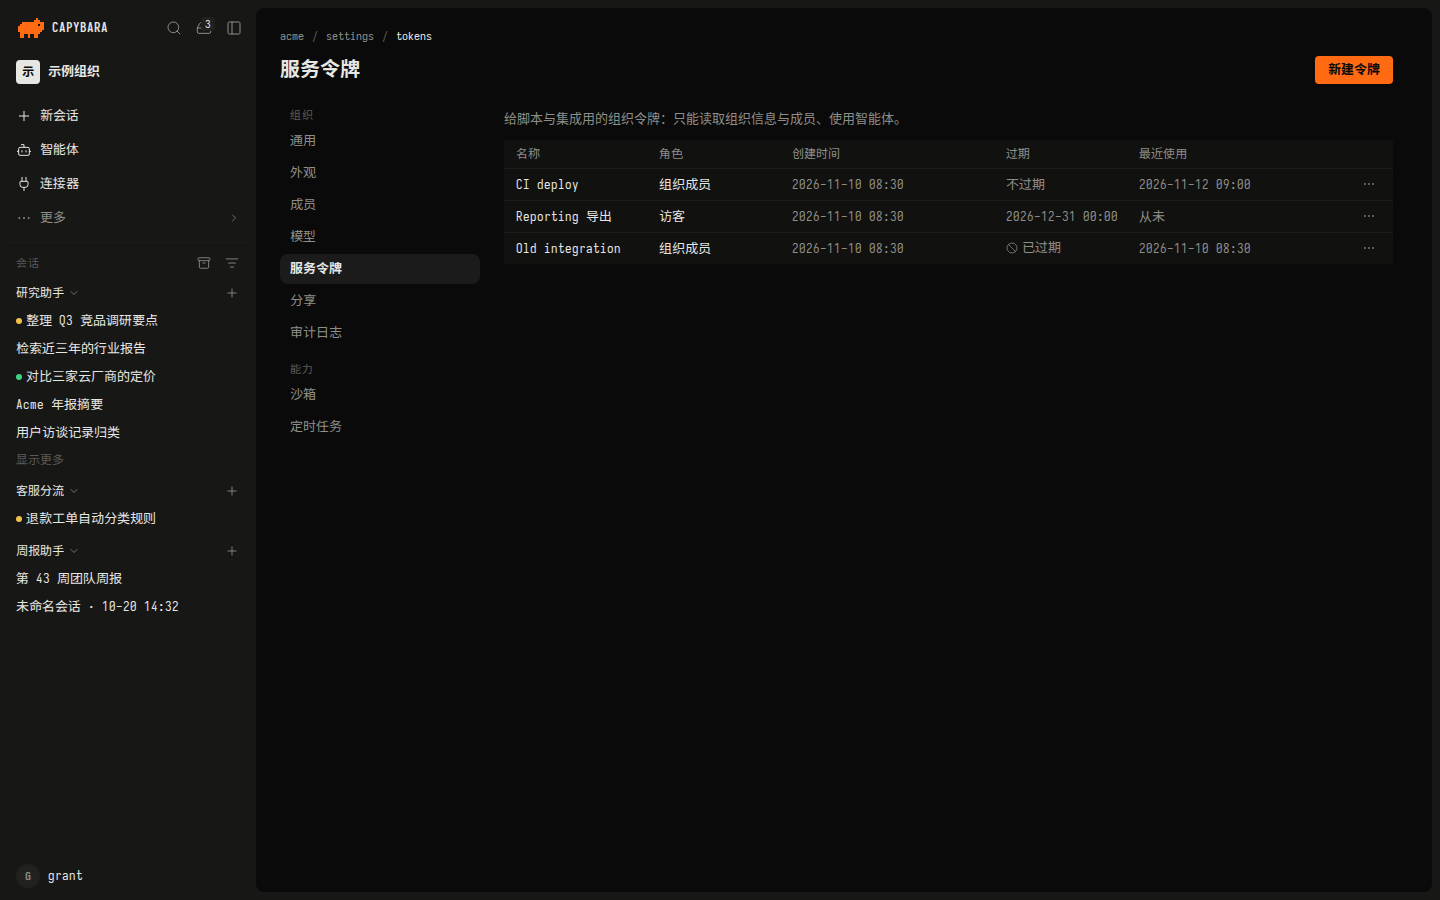 CAPYBARA
3
示 示例组织
新会话
智能体
连接器
更多
会话
研究助手
整理 Q3 竞品调研要点
检索近三年的行业报告
对比三家云厂商的定价
Acme 年报摘要
用户访谈记录归类
显示更多
客服分流
退款工单自动分类规则
周报助手
第 43 周团队周报
未命名会话 · 10-20 14:32
G grant
acme / settings / tokens
服务令牌
新建令牌
组织
通用
外观
成员
模型
服务令牌
分享
审计日志
能力
沙箱
定时任务
给脚本与集成用的组织令牌：只能读取组织信息与成员、使用智能体。
名称 角色 创建时间 过期 最近使用
CI deploy 组织成员 2026-11-10 08:30 不过期 2026-11-12 09:00
Reporting 导出 访客 2026-11-10 08:30 2026-12-31 00:00 从未
Old integration 组织成员 2026-11-10 08:30 已过期 2026-11-10 08:30